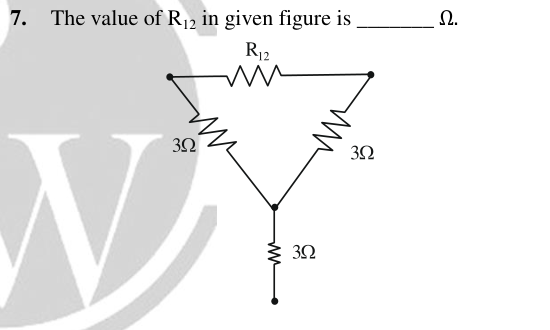 7. The value of R₁₂ in given figure is ________ Ω.
R₁₂
3Ω
3Ω
3Ω